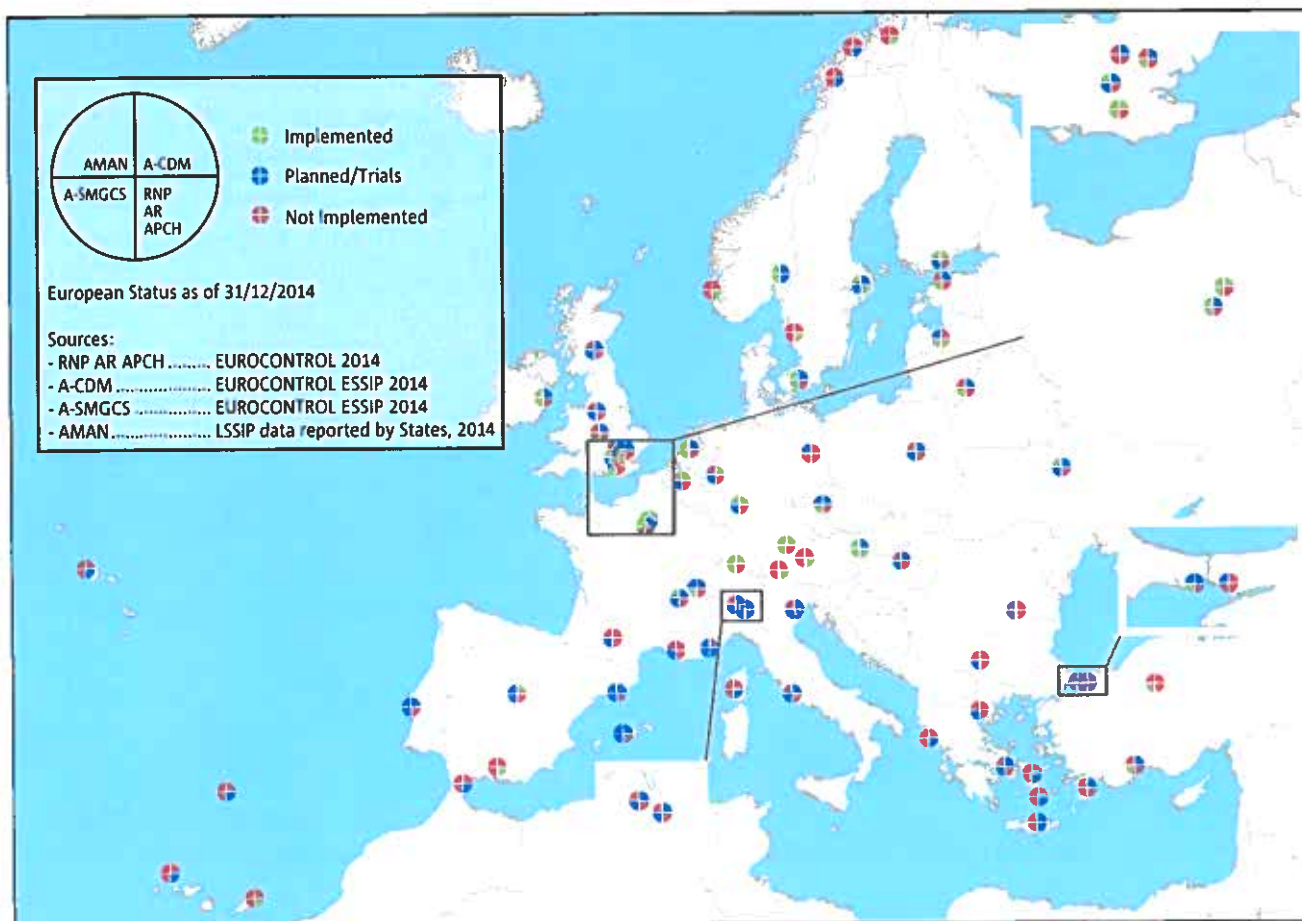 AMAN A-CDM
A-SMGCS RNP
AR
APCH
Implemented
Planned/Trials
Not Implemented
European Status as of 31/12/2014
Sources:
- RNP AR APCH......... EUROCONTROL 2014
- A-CDM ..................... EUROCONTROL ESSIP 2014
- A-SMGCS ................. EUROCONTROL ESSIP 2014
- AMAN...................... LSSIP data reported by States, 2014